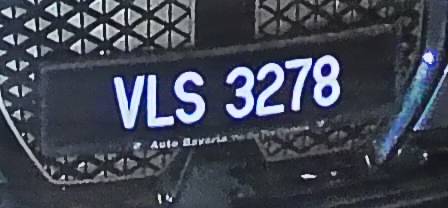 VLS 3278
Auto Bavaria